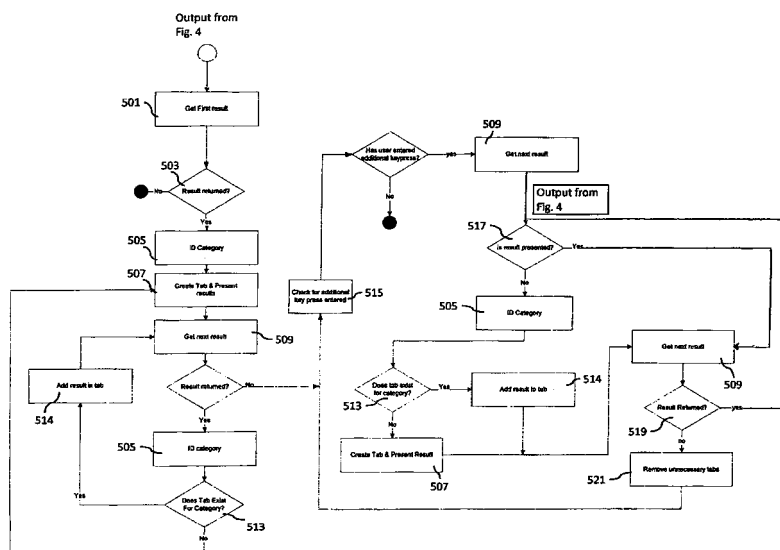 Output from
Fig. 4
501
Get First result
503
Result returned?
No
Yes
505
ID Category
507
Create Tab & Present
results
Get next result
509
Add result in tab
514
Result returned?
No
Yes
505
ID category
Yes
Does Tab Exist
For Category?
513
No
Has user entered
additional keypress?
yes
No
509
Get next result
Output from
Fig. 4
517
Is result presented?
Yes
No
Check for additional
key press entered
515
505
ID Category
Does tab exist
for category?
513
Yes
No
Add result to tab
514
Create Tab & Present Result
507
Get next result
509
Result Returned?
yes
519
no
Remove unnecessary tabs
521